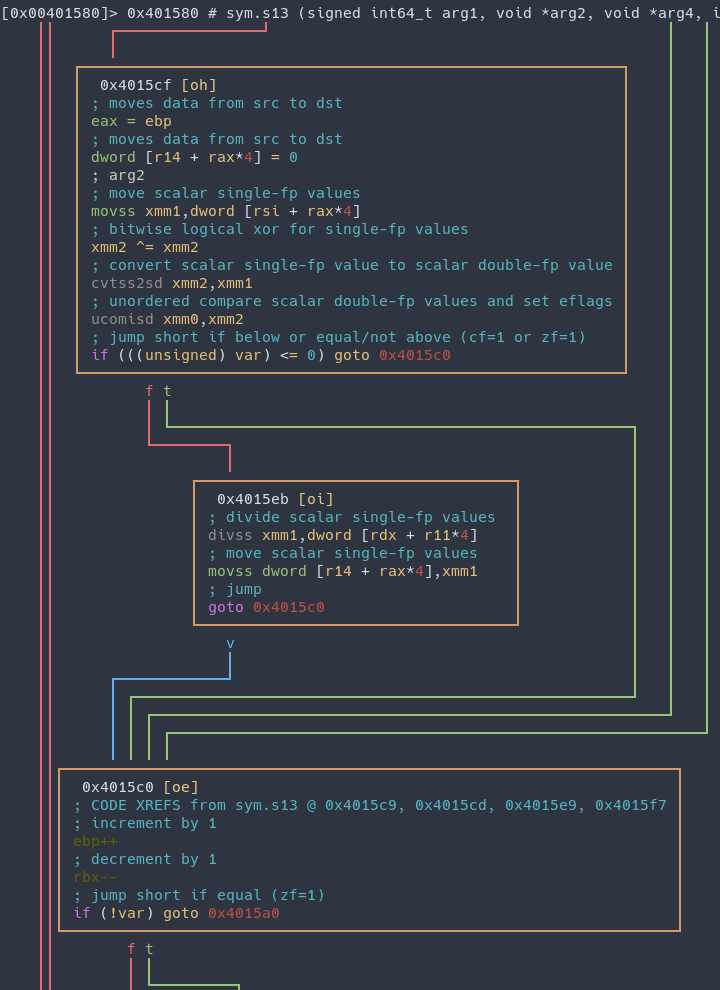 [0x00401580]> 0x401580 # sym.s13 (signed int64_t arg1, void *arg2, void *arg4, i
0x4015cf [oh]
; moves data from src to dst
eax = ebp
; moves data from src to dst
dword [r14 + rax*4] = 0
; arg2
; move scalar single-fp values
movss xmm1,dword [rsi + rax*4]
; bitwise logical xor for single-fp values
xmm2 ^= xmm2
; convert scalar single-fp value to scalar double-fp value
cvtss2sd xmm2,xmm1
; unordered compare scalar double-fp values and set eflags
ucomisd xmm0,xmm2
; jump short if below or equal/not above (cf=1 or zf=1)
if (((unsigned) var) <= 0) goto 0x4015c0
f t
0x4015eb [oi]
; divide scalar single-fp values
divss xmm1,dword [rdx + r11*4]
; move scalar single-fp values
movss dword [r14 + rax*4],xmm1
; jump
goto 0x4015c0
v
0x4015c0 [oe]
; CODE XREFS from sym.s13 @ 0x4015c9, 0x4015cd, 0x4015e9, 0x4015f7
; increment by 1
ebp++
; decrement by 1
rbx--
; jump short if equal (zf=1)
if (!var) goto 0x4015a0
f t